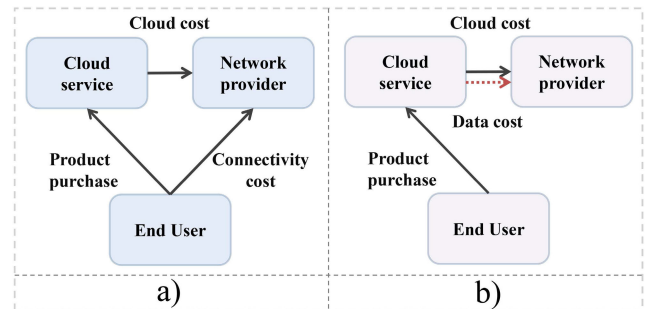 Cloud cost
Cloud
service
Network
provider
Product
purchase
Connectivity
cost
End User
a)
Cloud cost
Cloud
service
Network
provider
Data cost
Product
purchase
End User
b)